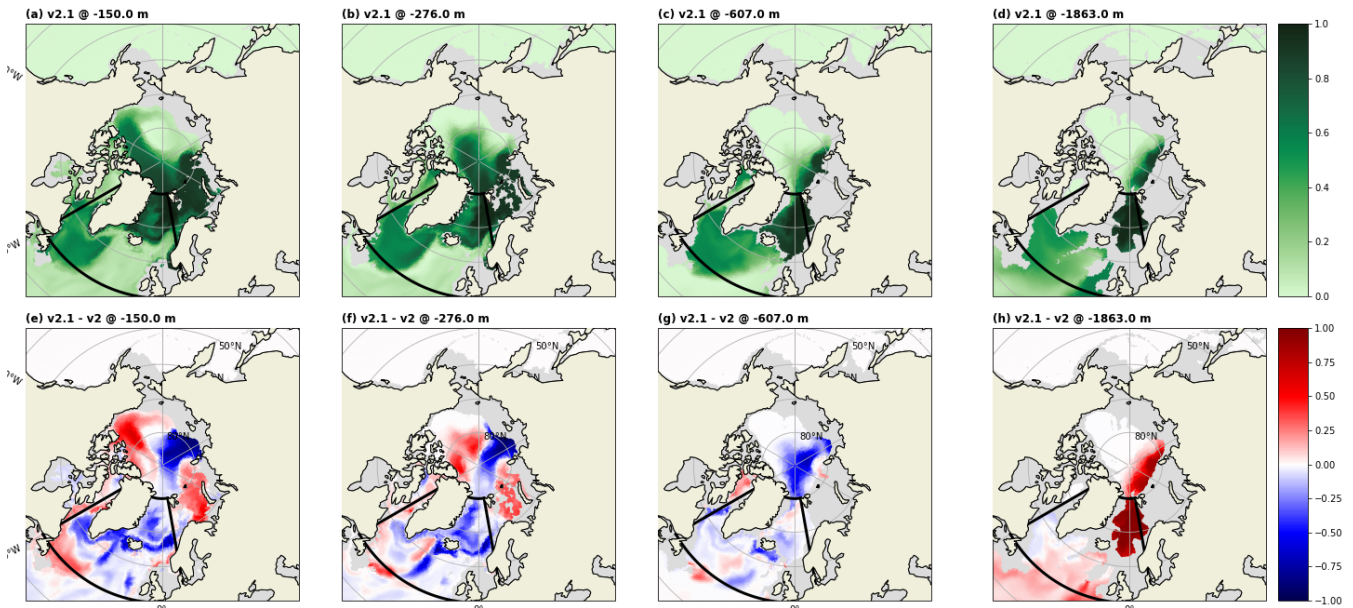 (a) v2.1 @ -150.0 m
(b) v2.1 @ -276.0 m
(c) v2.1 @ -607.0 m
(d) v2.1 @ -1863.0 m
1.0
0.8
0.6
0.4
0.2
0.0
(e) v2.1 - v2 @ -150.0 m
(f) v2.1 - v2 @ -276.0 m
(g) v2.1 - v2 @ -607.0 m
(h) v2.1 - v2 @ -1863.0 m
50°N
50°N
50°N
50°N
80°N
80°N
80°N
80°N
1.00
0.75
0.50
0.25
0.00
−0.25
−0.50
−0.75
−1.00